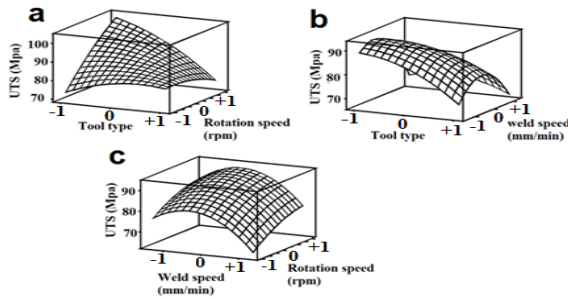 a
UTS (Mpa)
100
90
80
70
-1
0
+1
Tool type
-1
0
+1
Rotation speed
(rpm)
b
UTS (Mpa)
90
80
70
-1
0
+1
Tool type
-1
0
+1
weld speed
(mm/min)
c
UTS (Mpa)
90
80
70
-1
0
+1
Weld speed
(mm/min)
-1
0
+1
Rotation speed
(rpm)